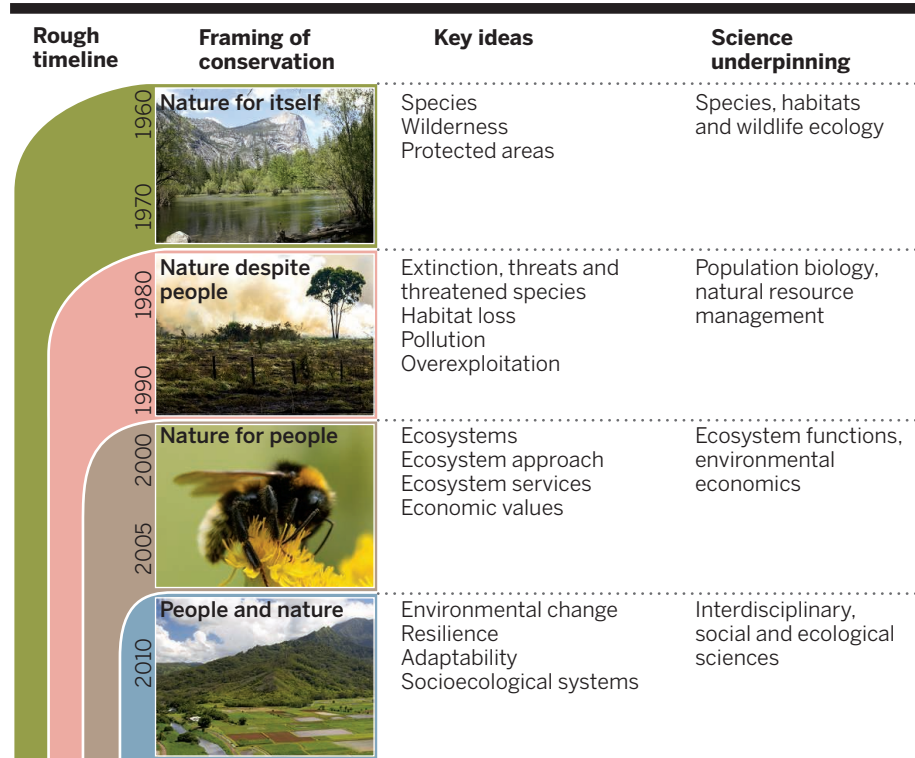 Rough
timeline
Framing of
conservation
Key ideas
Science
underpinning
1960
1970
Nature for itself
Species
Wilderness
Protected areas
Species, habitats
and wildlife ecology
1980
1990
Nature despite
people
Extinction, threats and
threatened species
Habitat loss
Pollution
Overexploitation
Population biology,
natural resource
management
2000
2005
Nature for people
Ecosystems
Ecosystem approach
Ecosystem services
Economic values
Ecosystem functions,
environmental
economics
2010
People and nature
Environmental change
Resilience
Adaptability
Socioecological systems
Interdisciplinary,
social and ecological
sciences